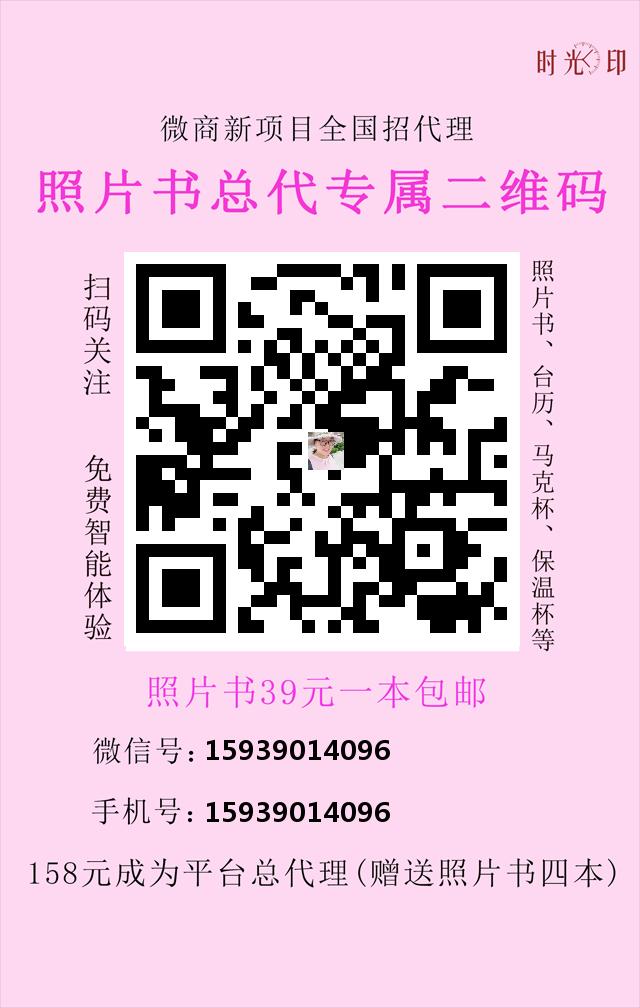 时光印
微商新项目全国招代理
照片书总代专属二维码
扫码关注
免费智能体验
照片书、台历、马克杯、保温杯等
照片书39元一本包邮
微信号: 15939014096
手机号: 15939014096
158元成为平台总代理(赠送照片书四本)